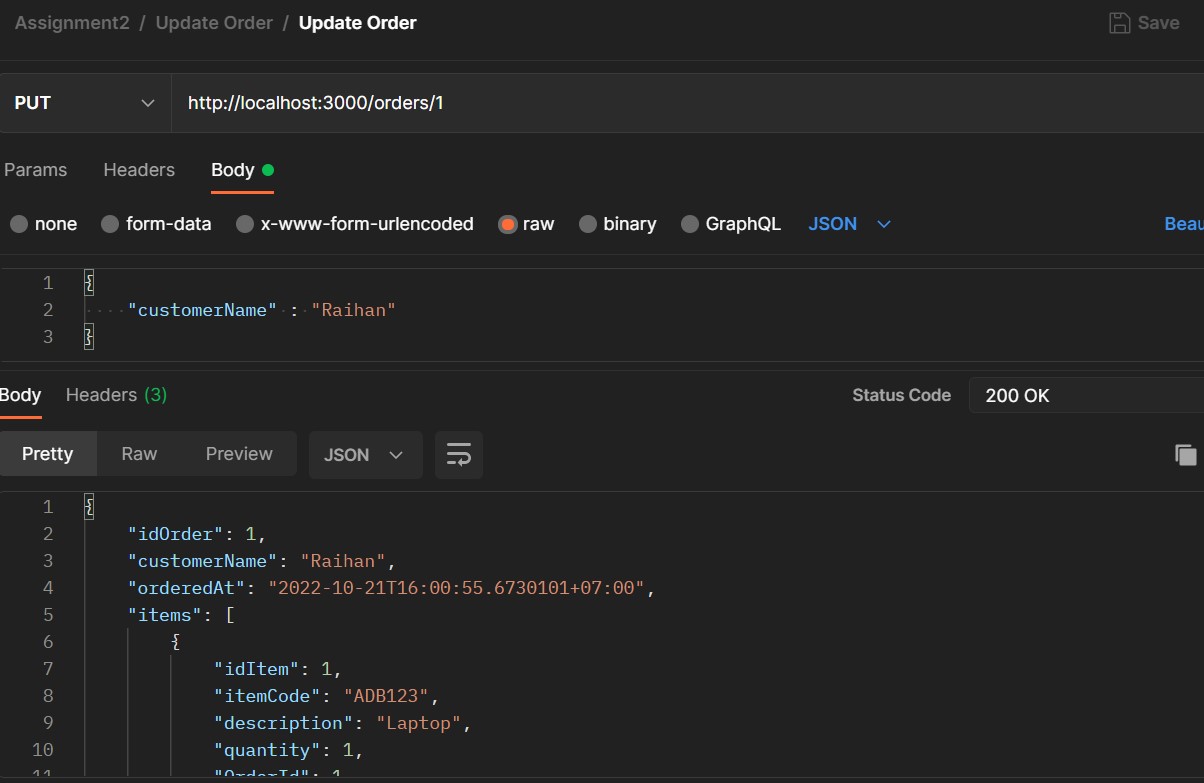 Assignment2 / Update Order / Update Order Save
PUT http://localhost:3000/orders/1
Params Headers Body
none form-data x-www-form-urlencoded raw binary GraphQL JSON
1 {
2 "customerName" : "Raihan"
3 }
Body Headers (3) Status Code 200 OK
Pretty Raw Preview JSON
1 {
2 "idOrder": 1,
3 "customerName": "Raihan",
4 "orderedAt": "2022-10-21T16:00:55.6730101+07:00",
5 "items": [
6 {
7 "idItem": 1,
8 "itemCode": "ADB123",
9 "description": "Laptop",
10 "quantity": 1,
11 "OrderId": 1